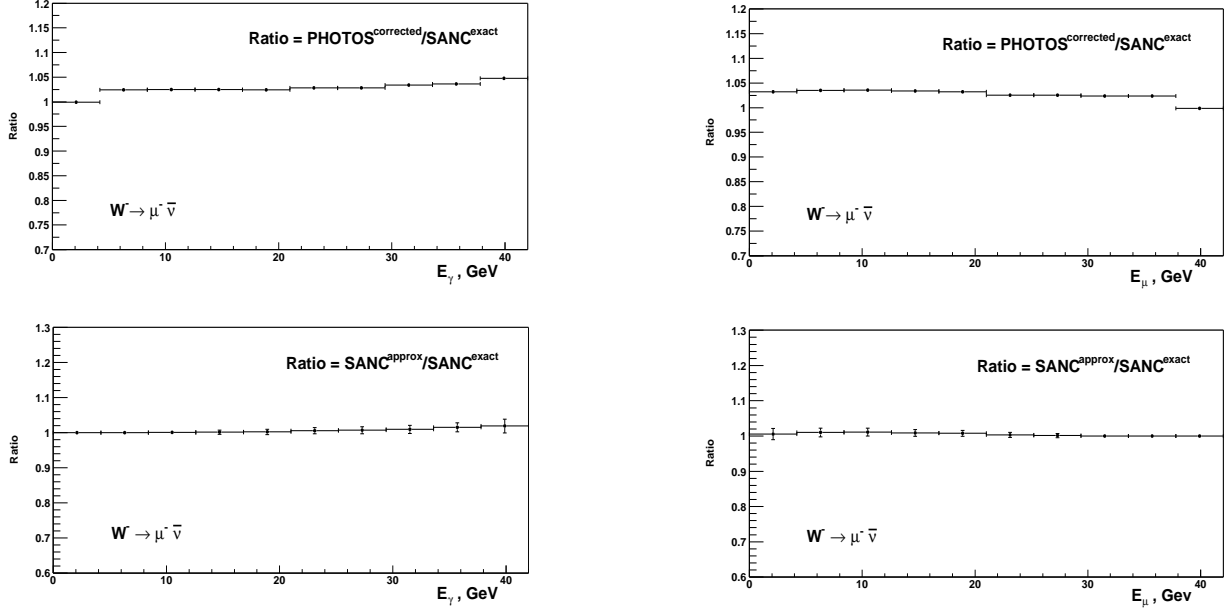 1.2
1.15
1.1
1.05
1
0.95
0.9
0.85
0.8
0.75
0.7
Ratio
Ratio = PHOTOS^corrected/SANC^exact
W⁻ → μ⁻ ν̄
0 10 20 30 40
E_γ , GeV
1.2
1.15
1.1
1.05
1
0.95
0.9
0.85
0.8
0.75
0.7
Ratio
Ratio = PHOTOS^corrected/SANC^exact
W⁻ → μ⁻ ν̄
0 10 20 30 40
E_μ , GeV
1.3
1.2
1.1
1
0.9
0.8
0.7
0.6
Ratio
Ratio = SANC^approx/SANC^exact
W⁻ → μ⁻ ν̄
0 10 20 30 40
E_γ , GeV
1.3
1.2
1.1
1
0.9
0.8
0.7
0.6
Ratio
Ratio = SANC^approx/SANC^exact
W⁻ → μ⁻ ν̄
0 10 20 30 40
E_μ , GeV